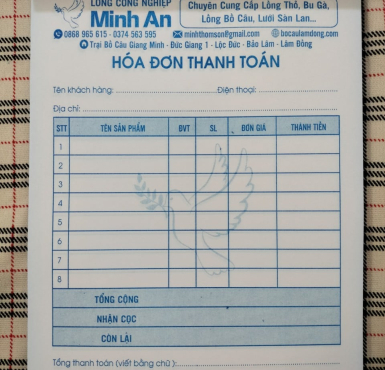 LỒNG CÔNG NGHIỆP
Minh An
Chuyên Cung Cấp Lồng Thỏ, Bu Gà,
Lồng Bồ Câu, Lưới Sàn Lan...
0868 965 615 - 0374 563 595 minhthomson@gmail.com bocaulamdong.com
Trại Bồ Câu Giang Minh - Đức Giang 1 - Lộc Đức - Bảo Lâm - Lâm Đồng
HÓA ĐƠN THANH TOÁN
Tên khách hàng: Điện thoại:
Địa chỉ:
STT TÊN SẢN PHẨM ĐVT SL ĐƠN GIÁ THÀNH TIỀN
1
2
3
4
5
6
7
8
TỔNG CỘNG
NHẬN CỌC
CÒN LẠI
Tổng thanh toán (viết bằng chữ):